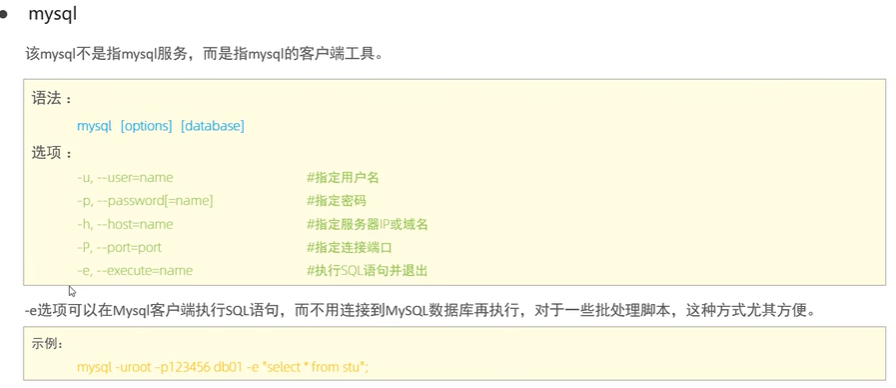 mysql
该mysql不是指mysql服务，而是指mysql的客户端工具。
语法 ：
mysql [options] [database]
选项 ：
-u, --user=name #指定用户名
-p, --password[=name] #指定密码
-h, --host=name #指定服务器IP或域名
-P, --port=port #指定连接端口
-e, --execute=name #执行SQL语句并退出
-e选项可以在Mysql客户端执行SQL语句，而不用连接到MySQL数据库再执行，对于一些批处理脚本，这种方式尤其方便。
示例：
mysql -uroot –p123456 db01 -e "select * from stu";